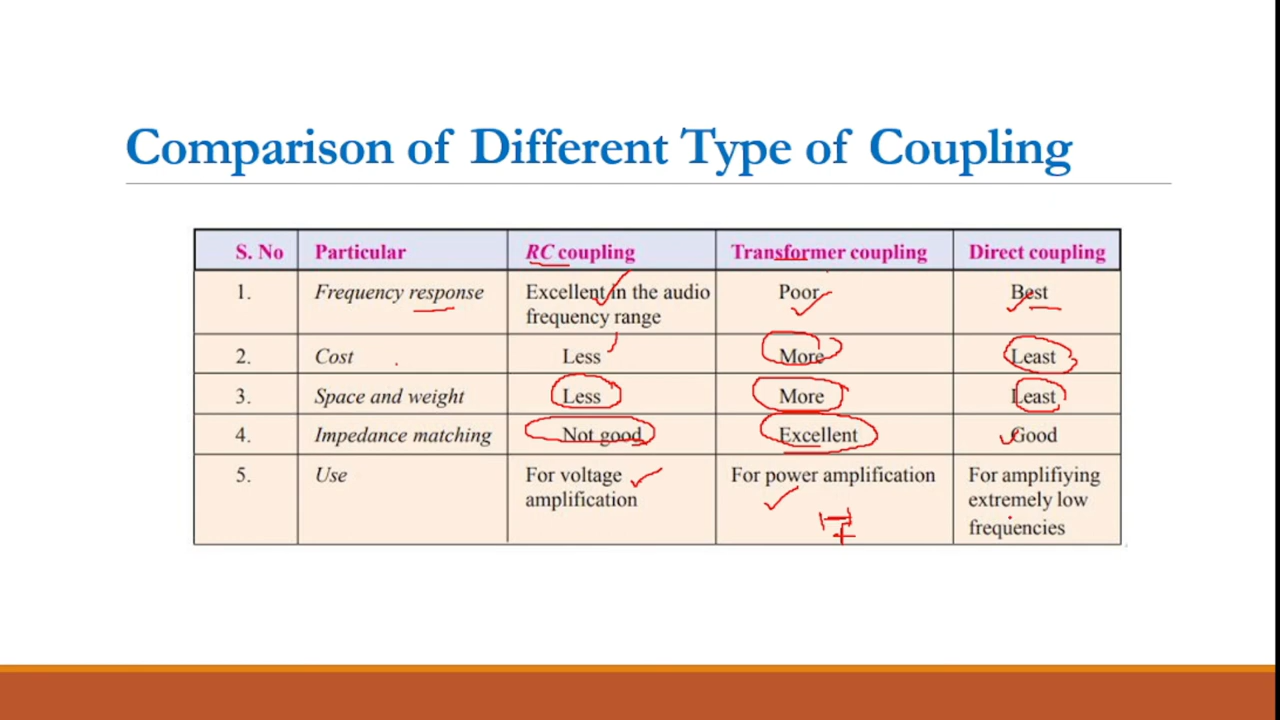 Comparison of Different Type of Coupling
S. No Particular RC coupling Transformer coupling Direct coupling
1. Frequency response Excellent in the audio Poor Best
frequency range
2. Cost Less More Least
3. Space and weight Less More Least
4. Impedance matching Not good Excellent Good
5. Use For voltage For power amplification For amplifiying
amplification extremely low
frequencies